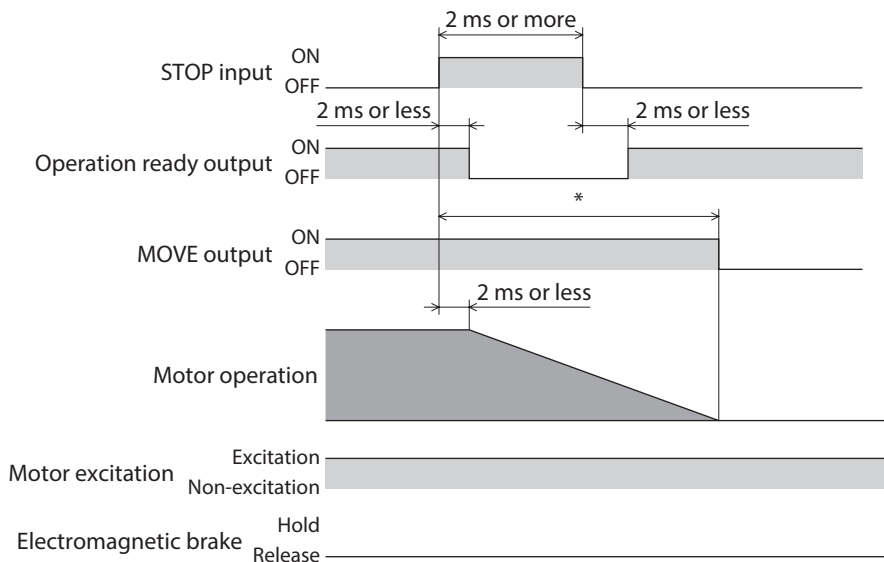 2 ms or more
ON
STOP input
OFF
2 ms or less
2 ms or less
ON
Operation ready output
OFF
*
ON
MOVE output
OFF
2 ms or less
Motor operation
Excitation
Motor excitation
Non-excitation
Hold
Electromagnetic brake
Release